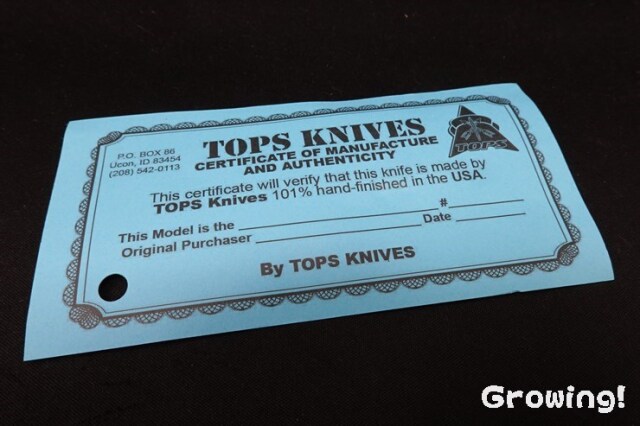 P.O. BOX 86
Ucon, ID 83454
(208) 542-0113
TOPS KNIVES
CERTIFICATE OF MANUFACTURE
AND AUTHENTICITY
TOPS
This certificate will verify that this knife is made by
TOPS Knives 101% hand-finished in the USA.
This Model is the #
Original Purchaser Date
By TOPS KNIVES
Growing!